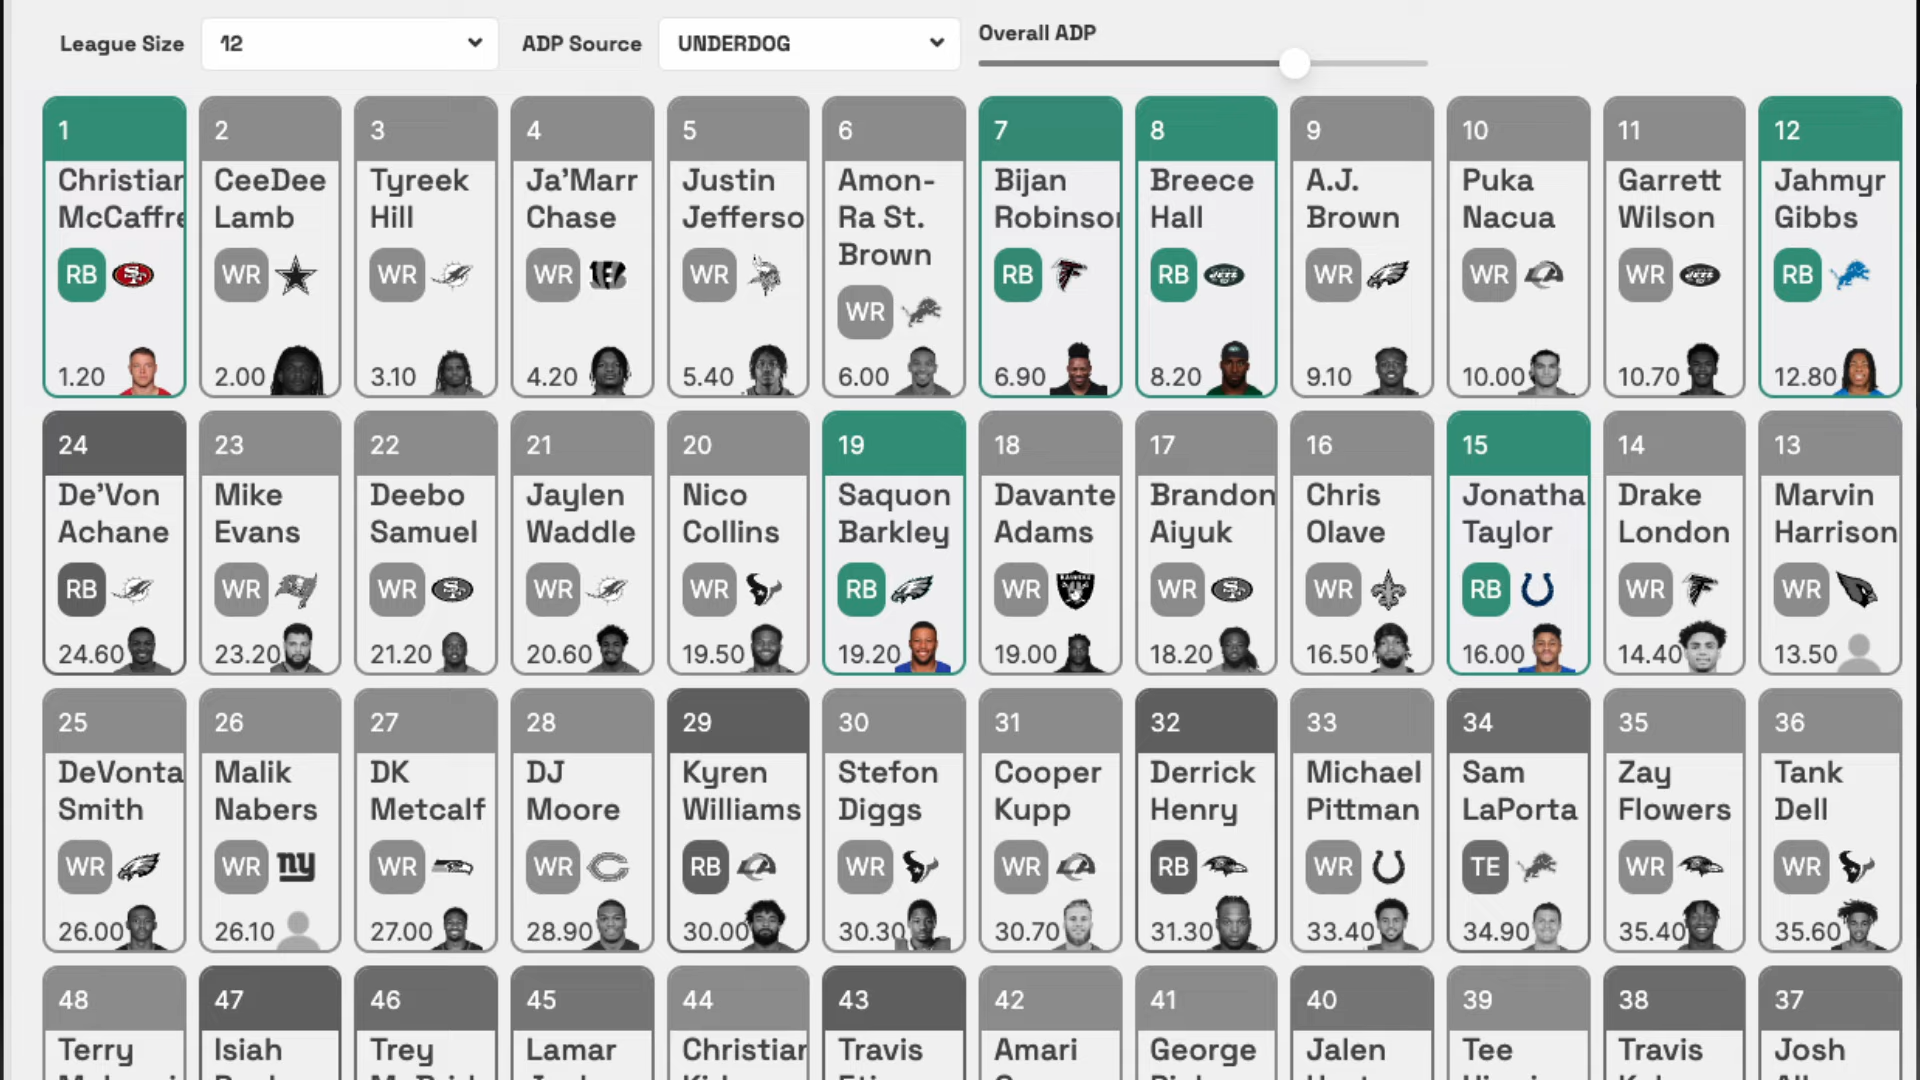 League Size
12
ADP Source
UNDERDOG
Overall ADP
1
Christian
McCaffre
RB
1.20
2
CeeDee
Lamb
WR
2.00
3
Tyreek
Hill
WR
3.10
4
Ja'Marr
Chase
WR
4.20
5
Justin
Jefferso
WR
5.40
6
Amon-
Ra St.
Brown
WR
6.00
7
Bijan
Robinson
RB
6.90
8
Breece
Hall
RB
JETS
8.20
9
A.J.
Brown
WR
9.10
10
Puka
Nacua
WR
10.00
11
Garrett
Wilson
WR
JETS
10.70
12
Jahmyr
Gibbs
RB
12.80
24
De'Von
Achane
RB
24.60
23
Mike
Evans
WR
23.20
22
Deebo
Samuel
WR
SF
21.20
21
Jaylen
Waddle
WR
20.60
20
Nico
Collins
WR
19.50
19
Saquon
Barkley
RB
19.20
18
Davante
Adams
WR
RAIDERS
19.00
17
Brandon
Aiyuk
WR
SF
18.20
16
Chris
Olave
WR
16.50
15
Jonatha
Taylor
RB
16.00
14
Drake
London
WR
14.40
13
Marvin
Harrison
WR
13.50
25
DeVonta
Smith
WR
26.00
26
Malik
Nabers
WR
ny
26.10
27
DK
Metcalf
WR
27.00
28
DJ
Moore
WR
28.90
29
Kyren
Williams
RB
30.00
30
Stefon
Diggs
WR
30.30
31
Cooper
Kupp
WR
30.70
32
Derrick
Henry
RB
31.30
33
Michael
Pittman
WR
33.40
34
Sam
LaPorta
TE
34.90
35
Zay
Flowers
WR
35.40
36
Tank
Dell
WR
35.60
48
Terry
47
Isiah
46
Trey
45
Lamar
44
Christian
43
Travis
42
Amari
41
George
40
Jalen
39
Tee
38
Travis
37
Josh